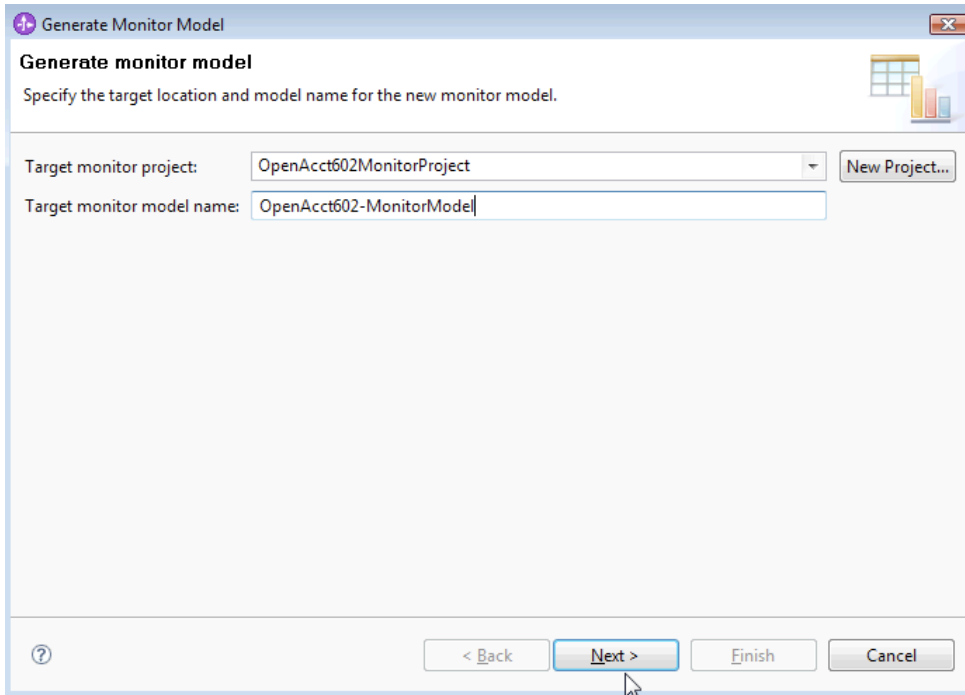 Generate Monitor Model
Generate monitor model
Specify the target location and model name for the new monitor model.
Target monitor project: OpenAcct602MonitorProject New Project...
Target monitor model name: OpenAcct602-MonitorModel
? < Back Next > Finish Cancel